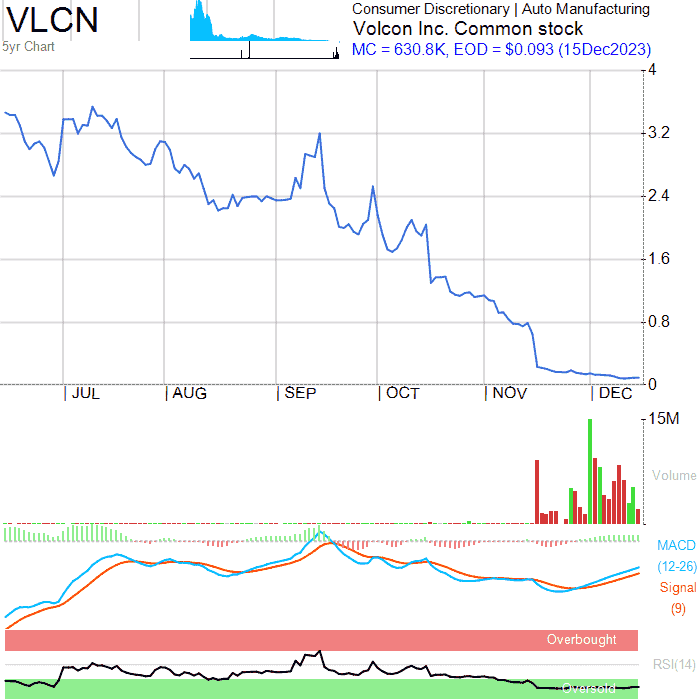 VLCN
5yr Chart
Consumer Discretionary | Auto Manufacturing
Volcon Inc. Common stock
MC = 630.8K, EOD = $0.093 (15Dec2023)
4
3.2
2.4
1.6
0.8
0
JUL
AUG
SEP
OCT
NOV
DEC
15M
Volume
MACD
(12-26)
Signal
(9)
Overbought
RSI(14)
Oversold